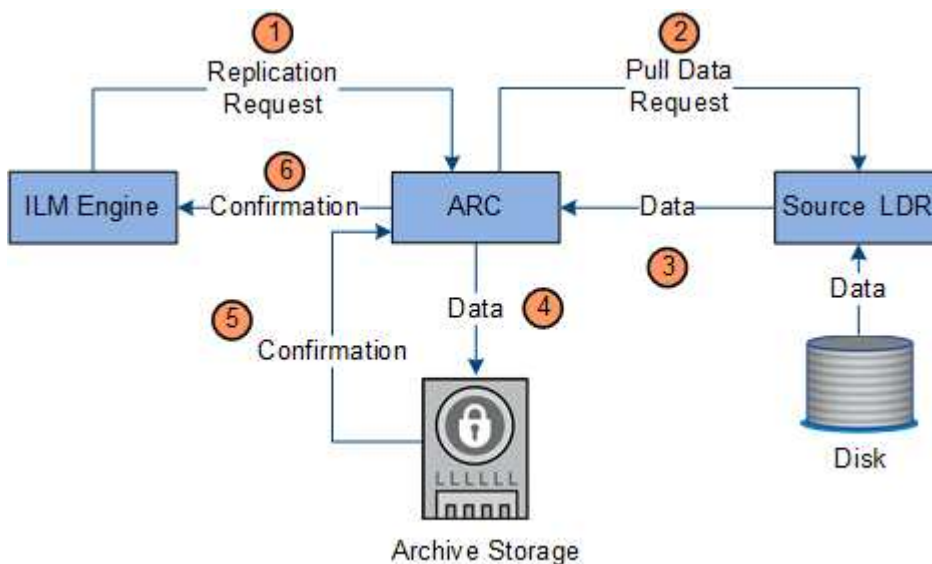 1
Replication
Request
2
Pull Data
Request
6
ILM Engine
Confirmation
ARC
Data
Source LDR
3
5
Data
4
Data
Confirmation
LLLLLL
Disk
Archive Storage